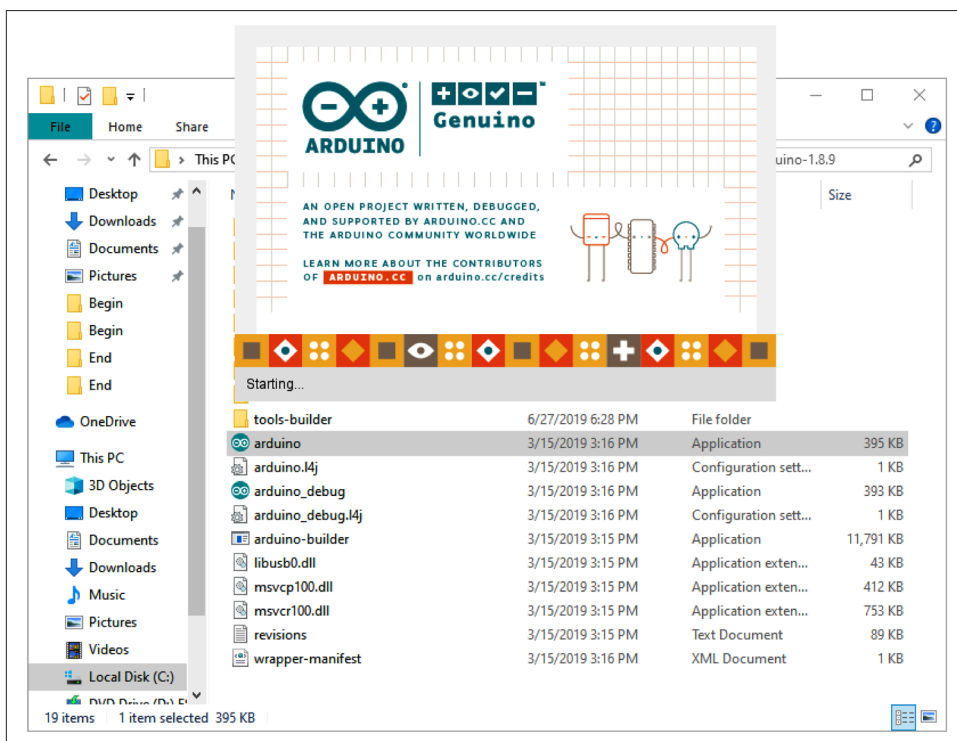 ARDUINO
Genuino
AN OPEN PROJECT WRITTEN, DEBUGGED,
AND SUPPORTED BY ARDUINO.CC AND
THE ARDUINO COMMUNITY WORLDWIDE
LEARN MORE ABOUT THE CONTRIBUTORS
OF ARDUINO.CC on arduino.cc/credits
Starting...
File Home Share
This PC
-1.8.9
Size
Desktop
Downloads
Documents
Pictures
Begin
Begin
End
End
OneDrive
This PC
3D Objects
Desktop
Documents
Downloads
Music
Pictures
Videos
Local Disk (C:)
DVD Drive (D:)
tools-builder 6/27/2019 6:28 PM File folder
arduino 3/15/2019 3:16 PM Application 395 KB
arduino.l4j 3/15/2019 3:16 PM Configuration sett... 1 KB
arduino_debug 3/15/2019 3:16 PM Application 393 KB
arduino_debug.l4j 3/15/2019 3:16 PM Configuration sett... 1 KB
arduino-builder 3/15/2019 3:15 PM Application 11,791 KB
libusb0.dll 3/15/2019 3:15 PM Application exten... 43 KB
msvcp100.dll 3/15/2019 3:15 PM Application exten... 412 KB
msvcr100.dll 3/15/2019 3:15 PM Application exten... 753 KB
revisions 3/15/2019 3:15 PM Text Document 89 KB
wrapper-manifest 3/15/2019 3:16 PM XML Document 1 KB
19 items 1 item selected 395 KB